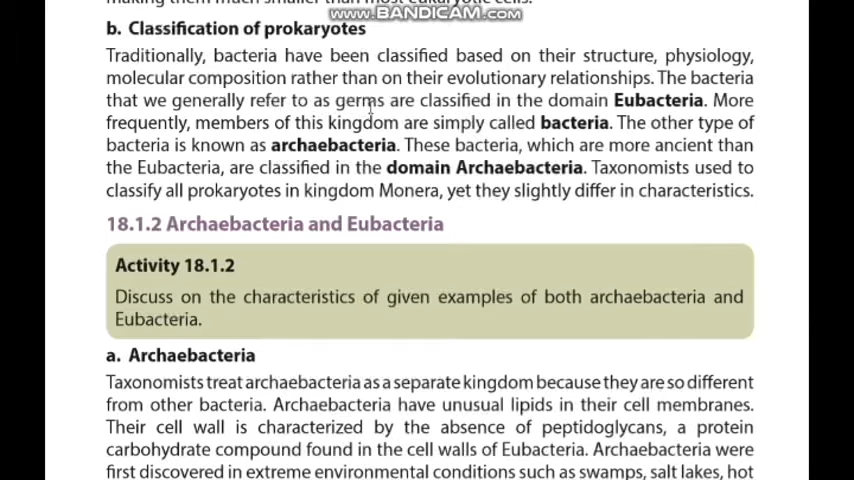 making them much smaller than most eukaryotic cells.
www.BANDICAM.com
b. Classification of prokaryotes
Traditionally, bacteria have been classified based on their structure, physiology,
molecular composition rather than on their evolutionary relationships. The bacteria
that we generally refer to as germs are classified in the domain Eubacteria. More
frequently, members of this kingdom are simply called bacteria. The other type of
bacteria is known as archaebacteria. These bacteria, which are more ancient than
the Eubacteria, are classified in the domain Archaebacteria. Taxonomists used to
classify all prokaryotes in kingdom Monera, yet they slightly differ in characteristics.
18.1.2 Archaebacteria and Eubacteria
Activity 18.1.2
Discuss on the characteristics of given examples of both archaebacteria and
Eubacteria.
a. Archaebacteria
Taxonomists treat archaebacteria as a separate kingdom because they are so different
from other bacteria. Archaebacteria have unusual lipids in their cell membranes.
Their cell wall is characterized by the absence of peptidoglycans, a protein
carbohydrate compound found in the cell walls of Eubacteria. Archaebacteria were
first discovered in extreme environmental conditions such as swamps, salt lakes, hot